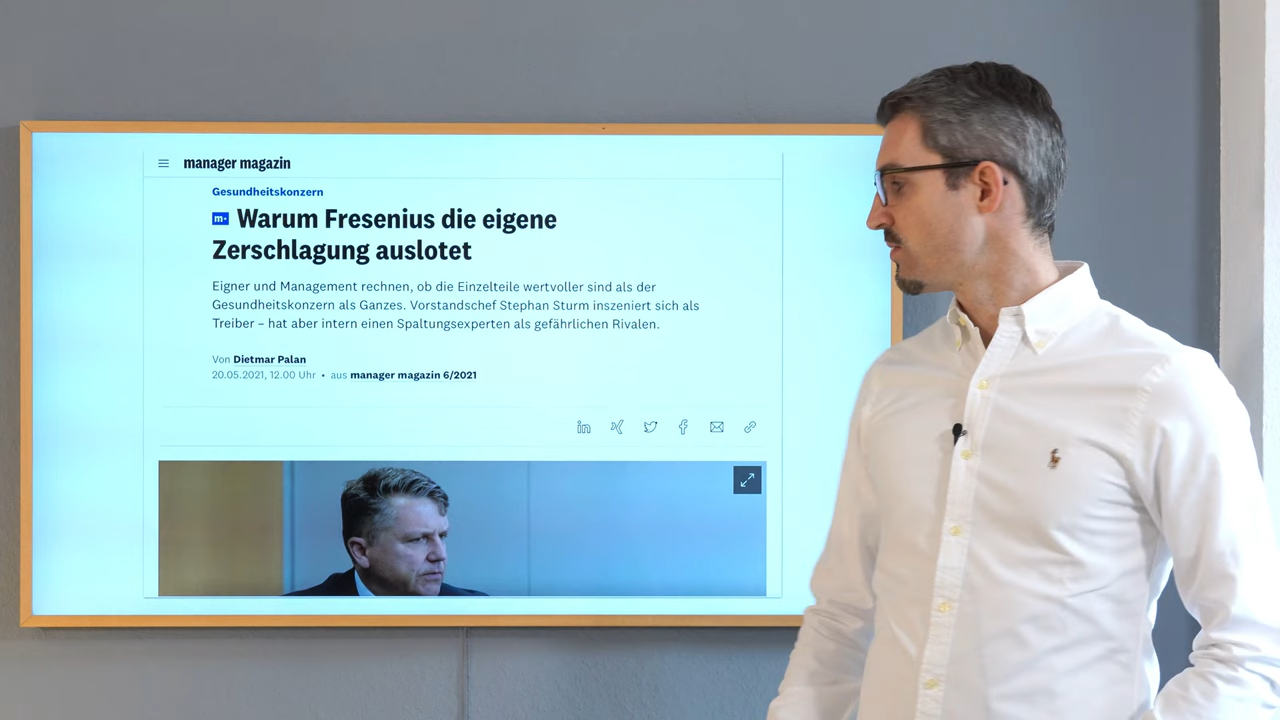 manager magazin
Gesundheitskonzern
m+ Warum Fresenius die eigene
Zerschlagung auslotet
Eigner und Management rechnen, ob die Einzelteile wertvoller sind als der
Gesundheitskonzern als Ganzes. Vorstandschef Stephan Sturm inszeniert sich als
Treiber – hat aber intern einen Spaltungsexperten als gefährlichen Rivalen.
Von Dietmar Palan
20.05.2021, 12.00 Uhr • aus manager magazin 6/2021